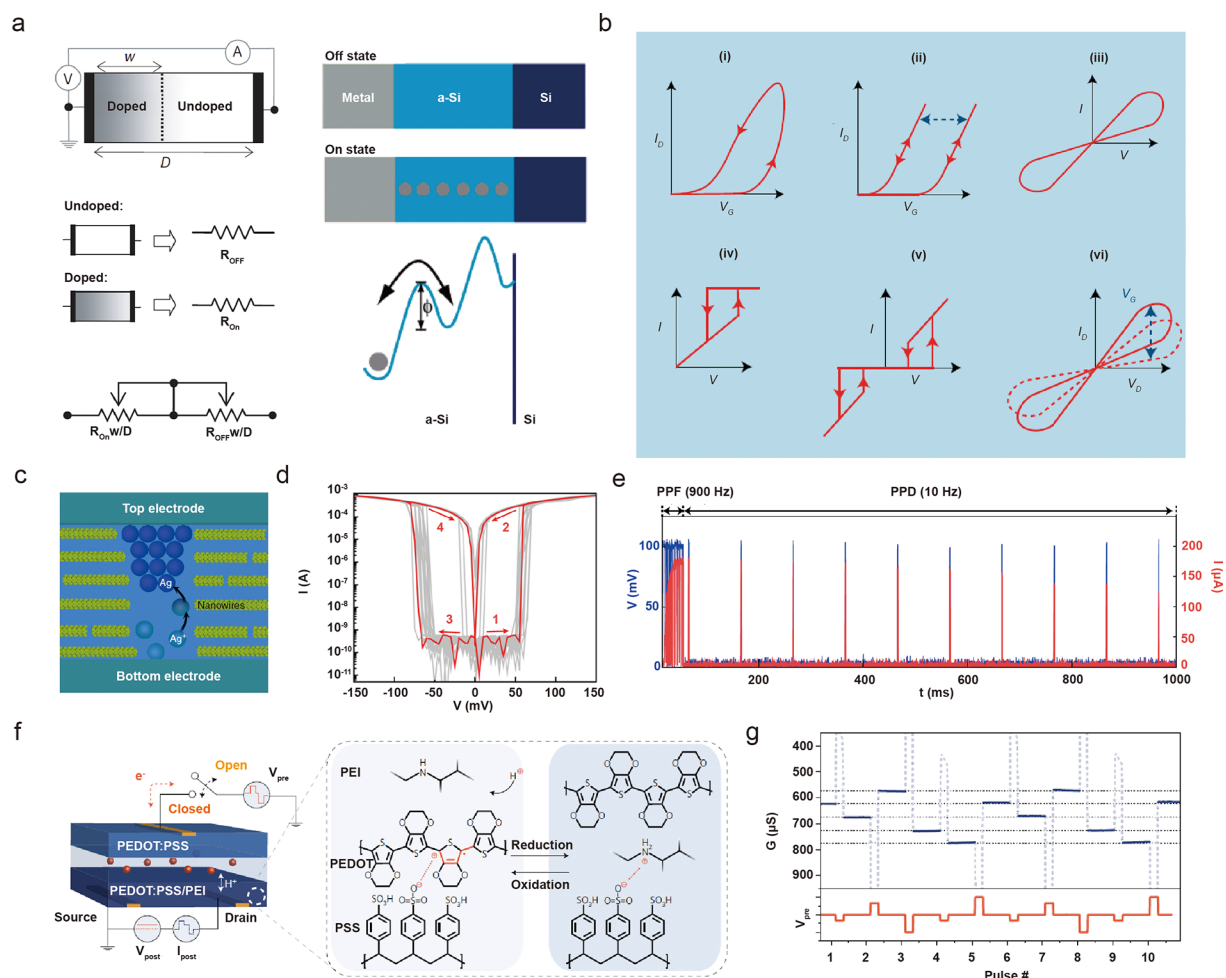 a
A
V
w
Doped
Undoped
D
Undoped:
R_OFF
Doped:
R_On
R_On w/D
R_OFF w/D
Off state
Metal
a-Si
Si
On state
ϕ
a-Si
Si
b
(i)
I_D
V_G
(ii)
I_D
V_G
(iii)
I
V
(iv)
I
V
(v)
I
V
(vi)
V_G
I_D
V_D
c
Top electrode
Ag
Nanowires
Ag⁺
Bottom electrode
d
10⁻³
10⁻⁴
10⁻⁵
10⁻⁶
10⁻⁷
10⁻⁸
10⁻⁹
10⁻¹⁰
10⁻¹¹
I (A)
4
2
3
1
-150
-100
-50
0
50
100
150
V (mV)
e
PPF (900 Hz)
PPD (10 Hz)
100
50
0
V (mV)
200
150
100
50
0
I (µA)
200
400
600
800
1000
t (ms)
f
e⁻
Open
Closed
V_pre
PEDOT:PSS
H⁺
PEDOT:PSS/PEI
Source
Drain
V_post
I_post
PEI
H
N
H
⊕
O O O O
S S
PEDOT
S S
O O O O
⊕
⊖
SO₃H
O
O=S=O
SO₃H
PSS
Reduction
Oxidation
O O O O
S S
S S
O O O O
H₂
N
⊕
⊖
SO₃H
O
O=S=O
SO₃H
g
400
500
600
700
800
900
G (µS)
V_pre
1 2 3 4 5 6 7 8 9 10
Pulse #